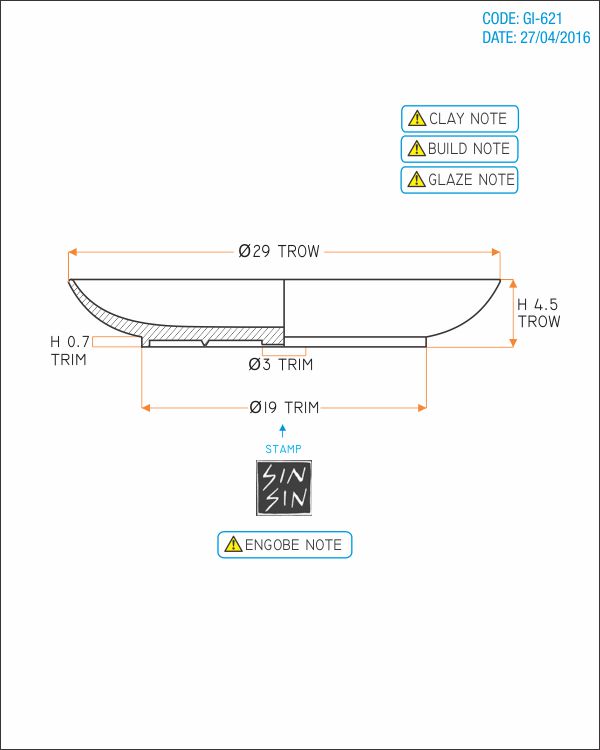 CODE: GI-621
DATE: 27/04/2016
CLAY NOTE
BUILD NOTE
GLAZE NOTE
Ø29 TROW
H 4.5
TROW
H 0.7
TRIM
Ø3 TRIM
Ø19 TRIM
STAMP
SIN
SIN
ENGOBE NOTE